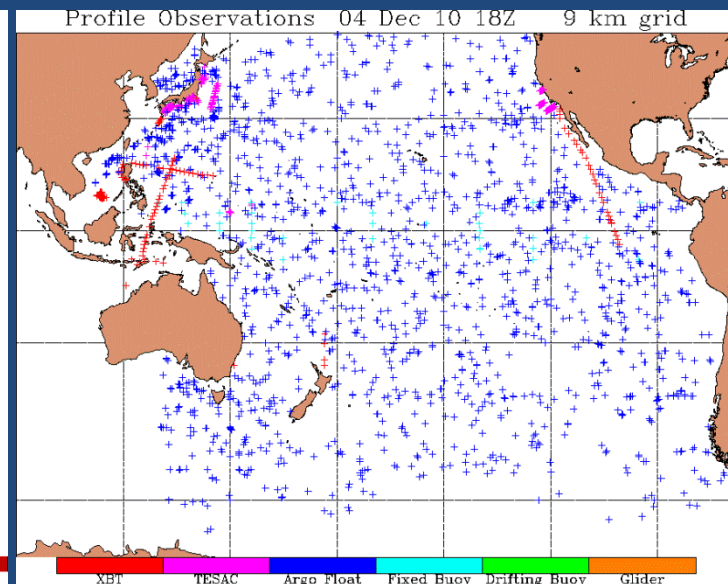 Profile Observations 04 Dec 10 18Z 9 km grid
XBT TESAC Argo Float Fixed Buoy Drifting Buoy Glider